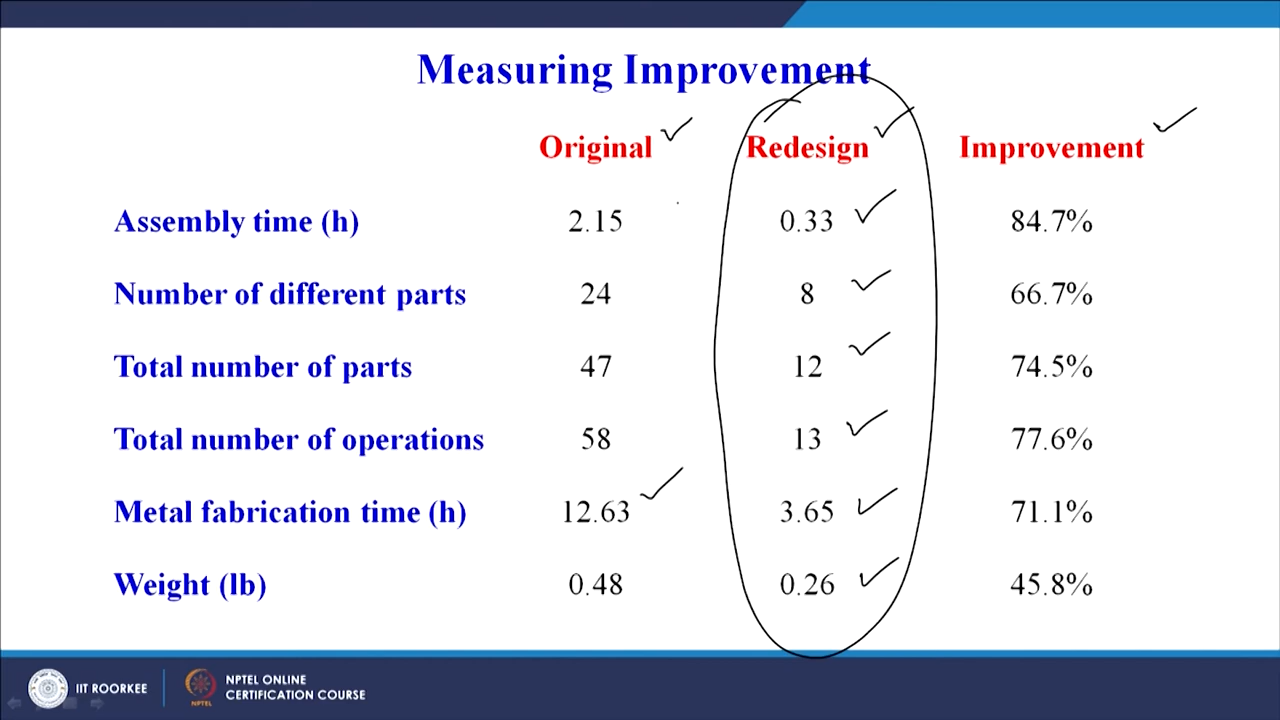 Measuring Improvement
Original Redesign Improvement
Assembly time (h) 2.15 0.33 84.7%
Number of different parts 24 8 66.7%
Total number of parts 47 12 74.5%
Total number of operations 58 13 77.6%
Metal fabrication time (h) 12.63 3.65 71.1%
Weight (lb) 0.48 0.26 45.8%
IIT ROORKEE
NPTEL
NPTEL ONLINE
CERTIFICATION COURSE